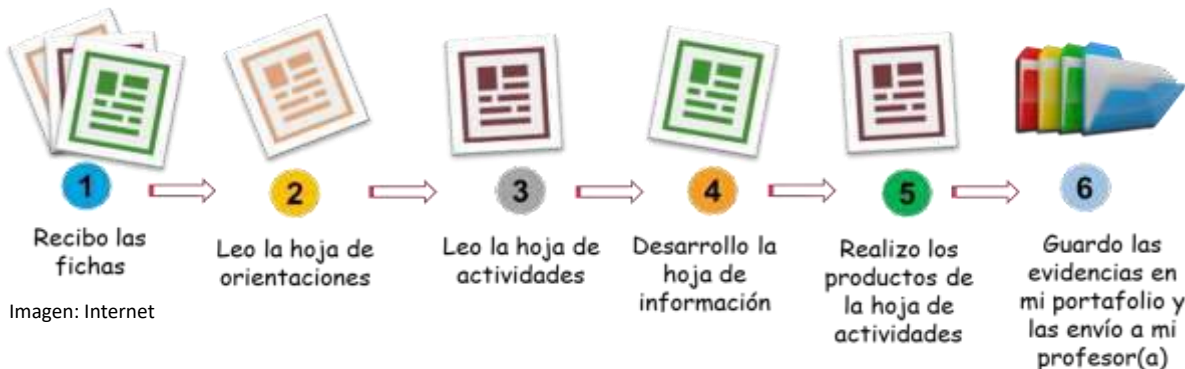 1
Recibo las
fichas
2
Leo la hoja de
orientaciones
3
Leo la hoja de
actividades
4
Desarrollo la
hoja de
información
5
Realizo los
productos de
la hoja de
actividades
6
Guardo las
evidencias en
mi portafolio y
las envío a mi
profesor(a)
Imagen: Internet